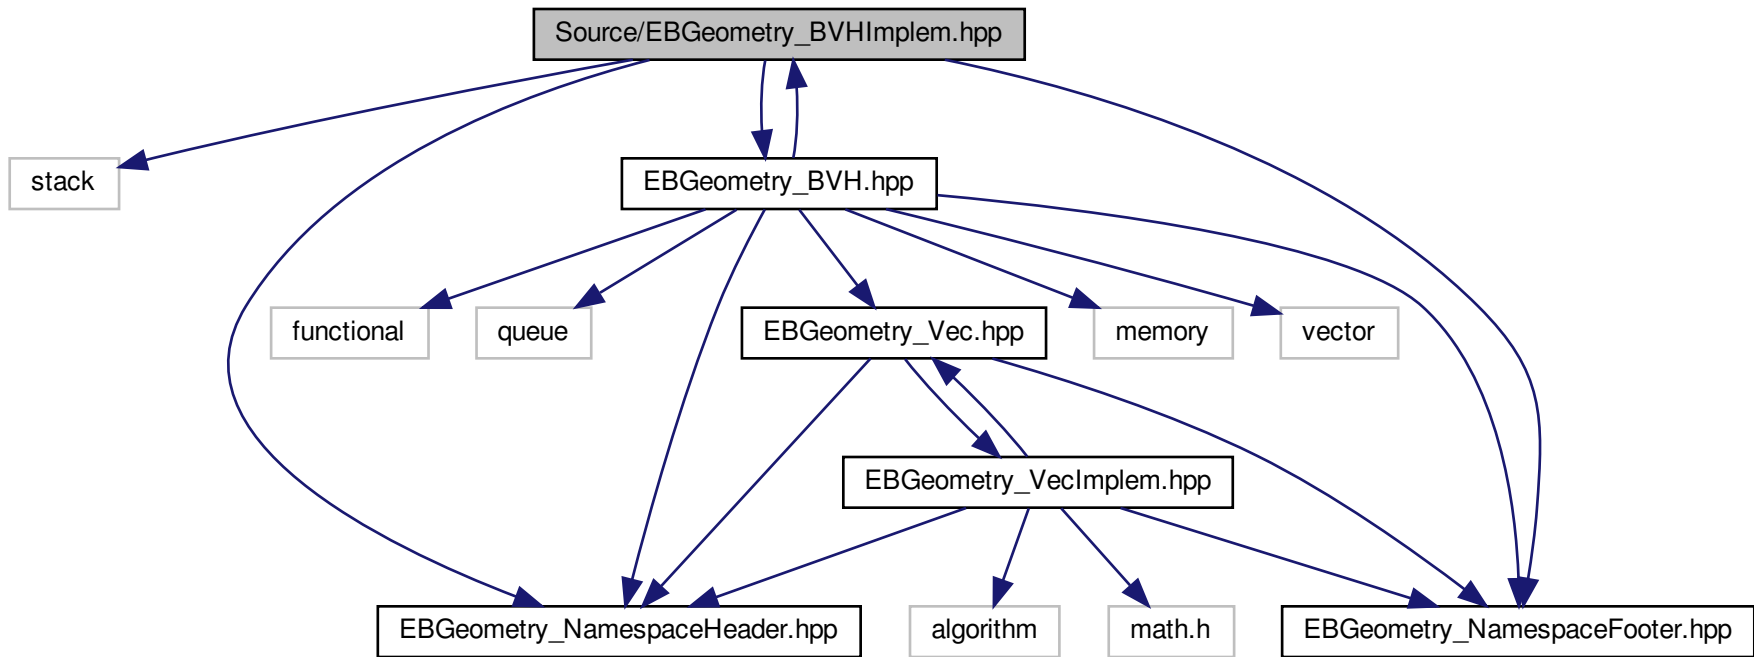 Source/EBGeometry_BVHImplem.hpp
stack
EBGeometry_BVH.hpp
functional
queue
EBGeometry_Vec.hpp
memory
vector
EBGeometry_VecImplem.hpp
EBGeometry_NamespaceHeader.hpp
algorithm
math.h
EBGeometry_NamespaceFooter.hpp